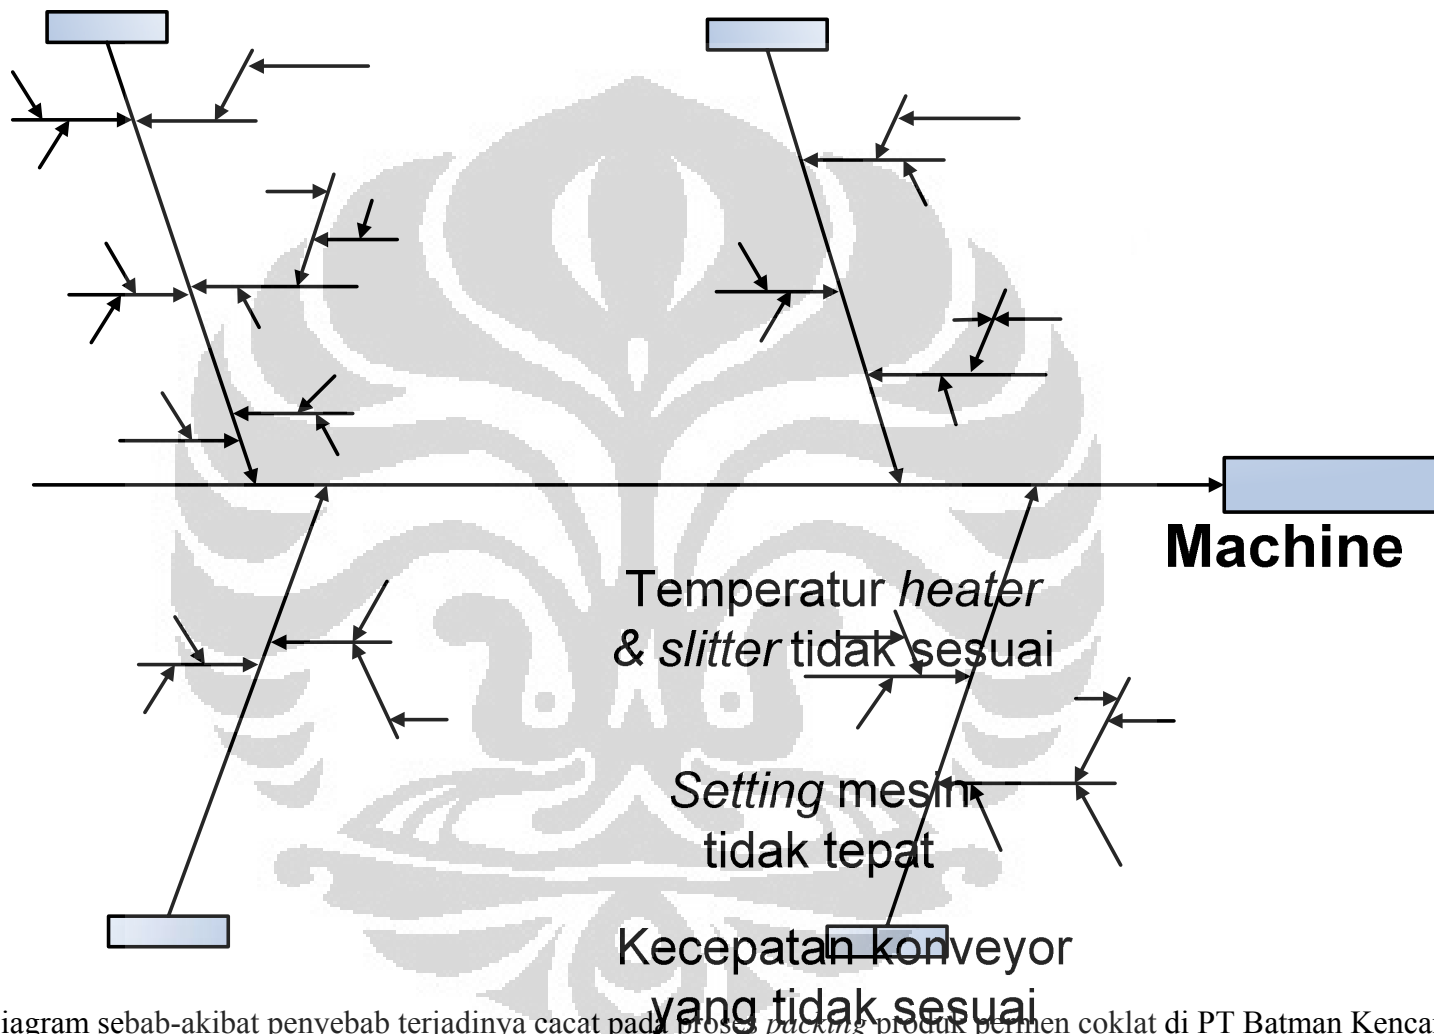 Machine
Temperatur heater
& slitter tidak sesuai
Setting mesin
tidak tepat
Kecepatan konveyor
yang tidak sesuai
iagram sebab-akibat penyebab terjadinya cacat pada proses packing produk permen coklat di PT Batman Kencan